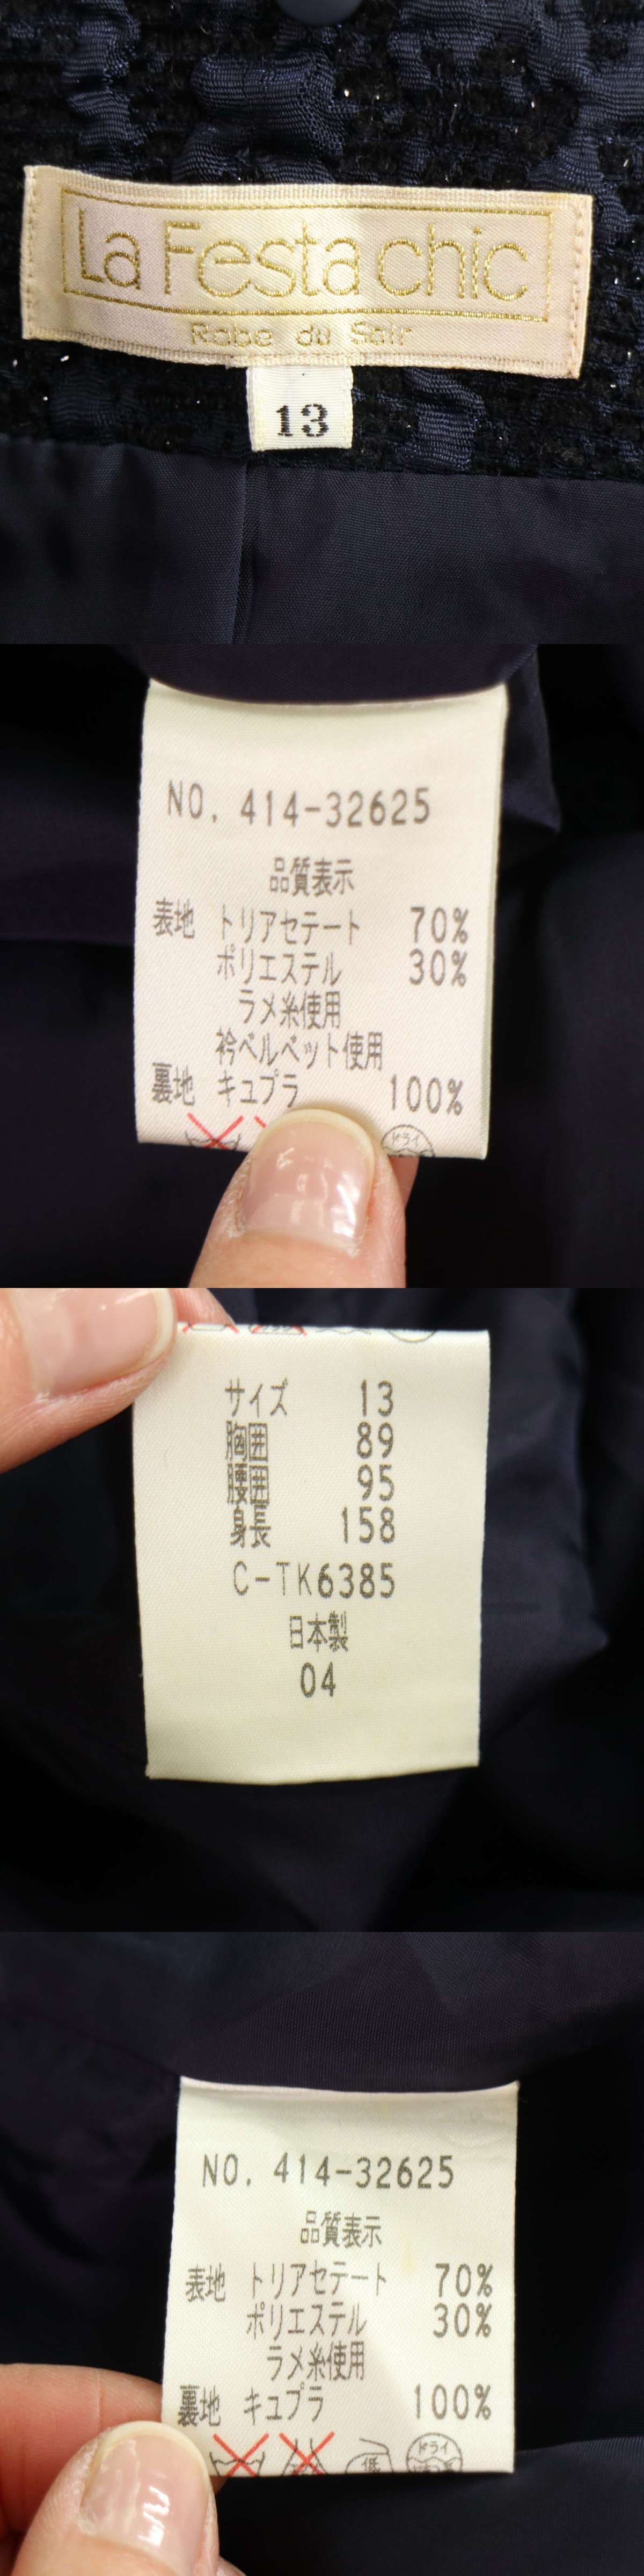 La Festa chic
Robe du Soir
13
NO. 414-32625
品質表示
表地 トリアセテート 70%
ポリエステル 30%
ラメ糸使用
衿ベルベット使用
裏地 キュプラ 100%
ドライ
サイズ 13
胸囲 89
腰囲 95
身長 158
C-TK6385
日本製
04
NO. 414-32625
品質表示
表地 トリアセテート 70%
ポリエステル 30%
ラメ糸使用
裏地 キュプラ 100%
低 ドライ